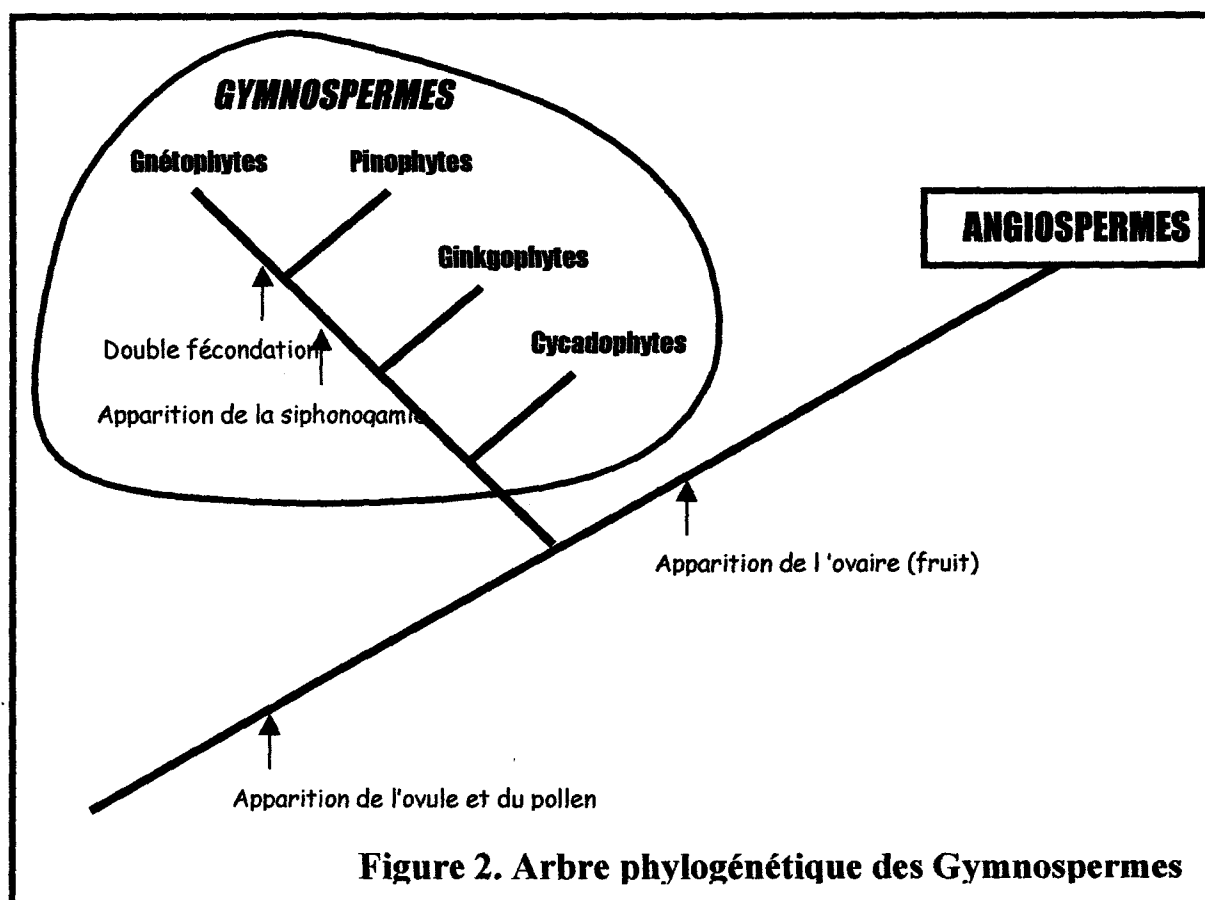 GYMNOSPERMES
Gnétophytes
Pinophytes
ANGIOSPERMES
Ginkgophytes
Cycadophytes
Double fécondation
Apparition de la siphonogamie
Apparition de l 'ovaire (fruit)
Apparition de l'ovule et du pollen
Figure 2. Arbre phylogénétique des Gymnospermes